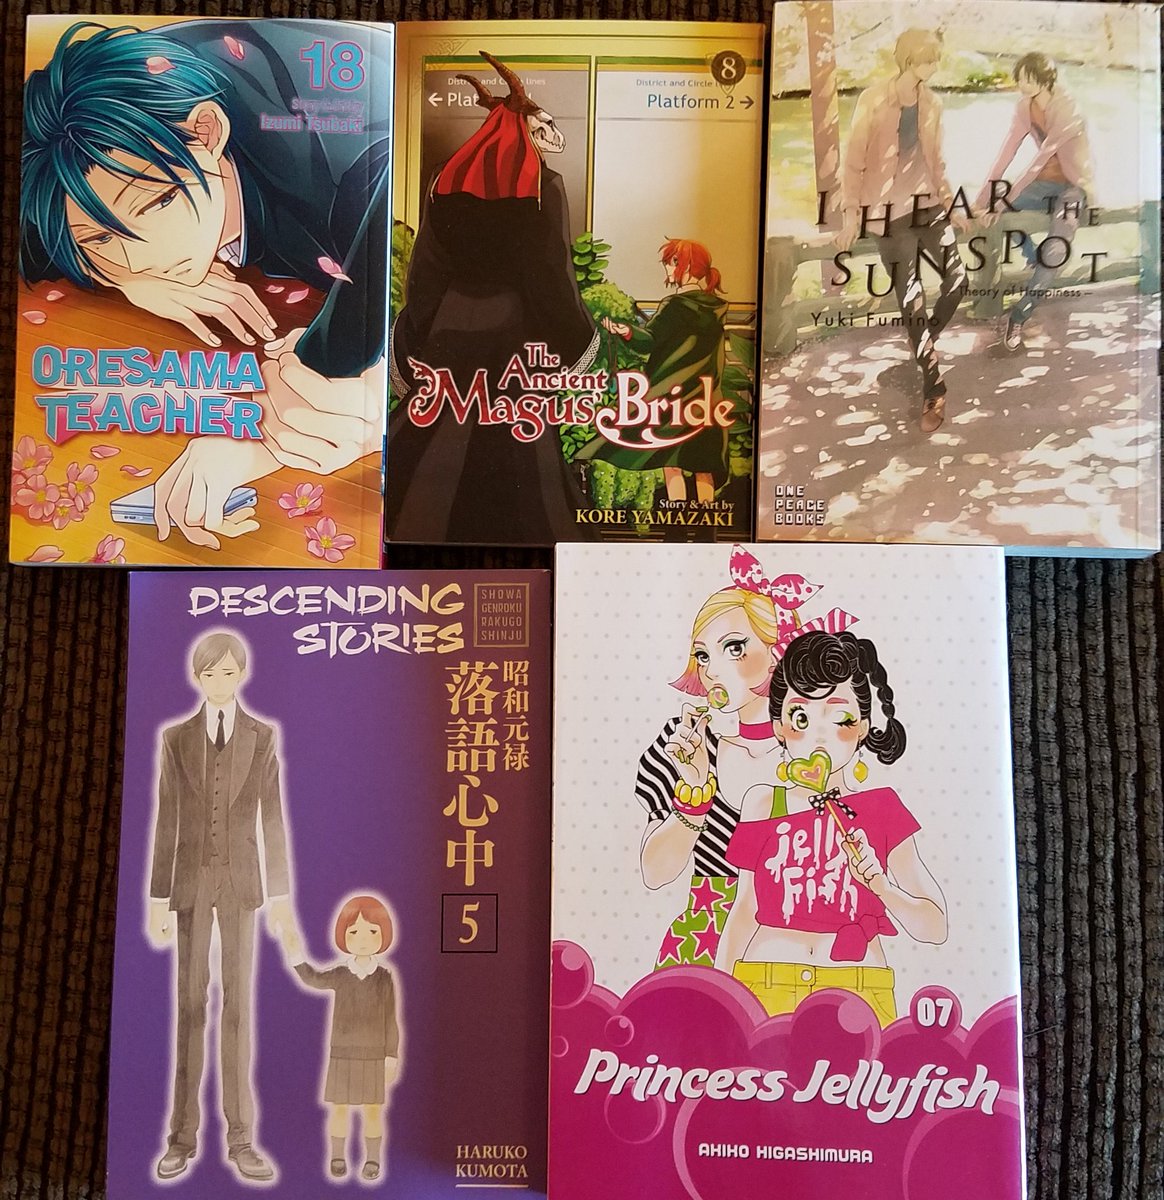 18
Story & Art by
Izumi Tsubaki
ORESAMA
TEACHER
8
District and Circle lines
← Plat
District and Circle l
Platform 2 →
The
Ancient
Magus' Bride
Story & Art by
KORE YAMAZAKI
I HEAR THE
SUNSPOT
Theory of Happiness –
Yuki Fumino
ONE
PEACE
BOOKS
DESCENDING
STORIES
SHOWA
GENROKU
RAKUGO
SHINJU
昭和元禄
落語心中
5
HARUKO
KUMOTA
jelly
Fish
07
Princess Jellyfish
AKIKO HIGASHIMURA